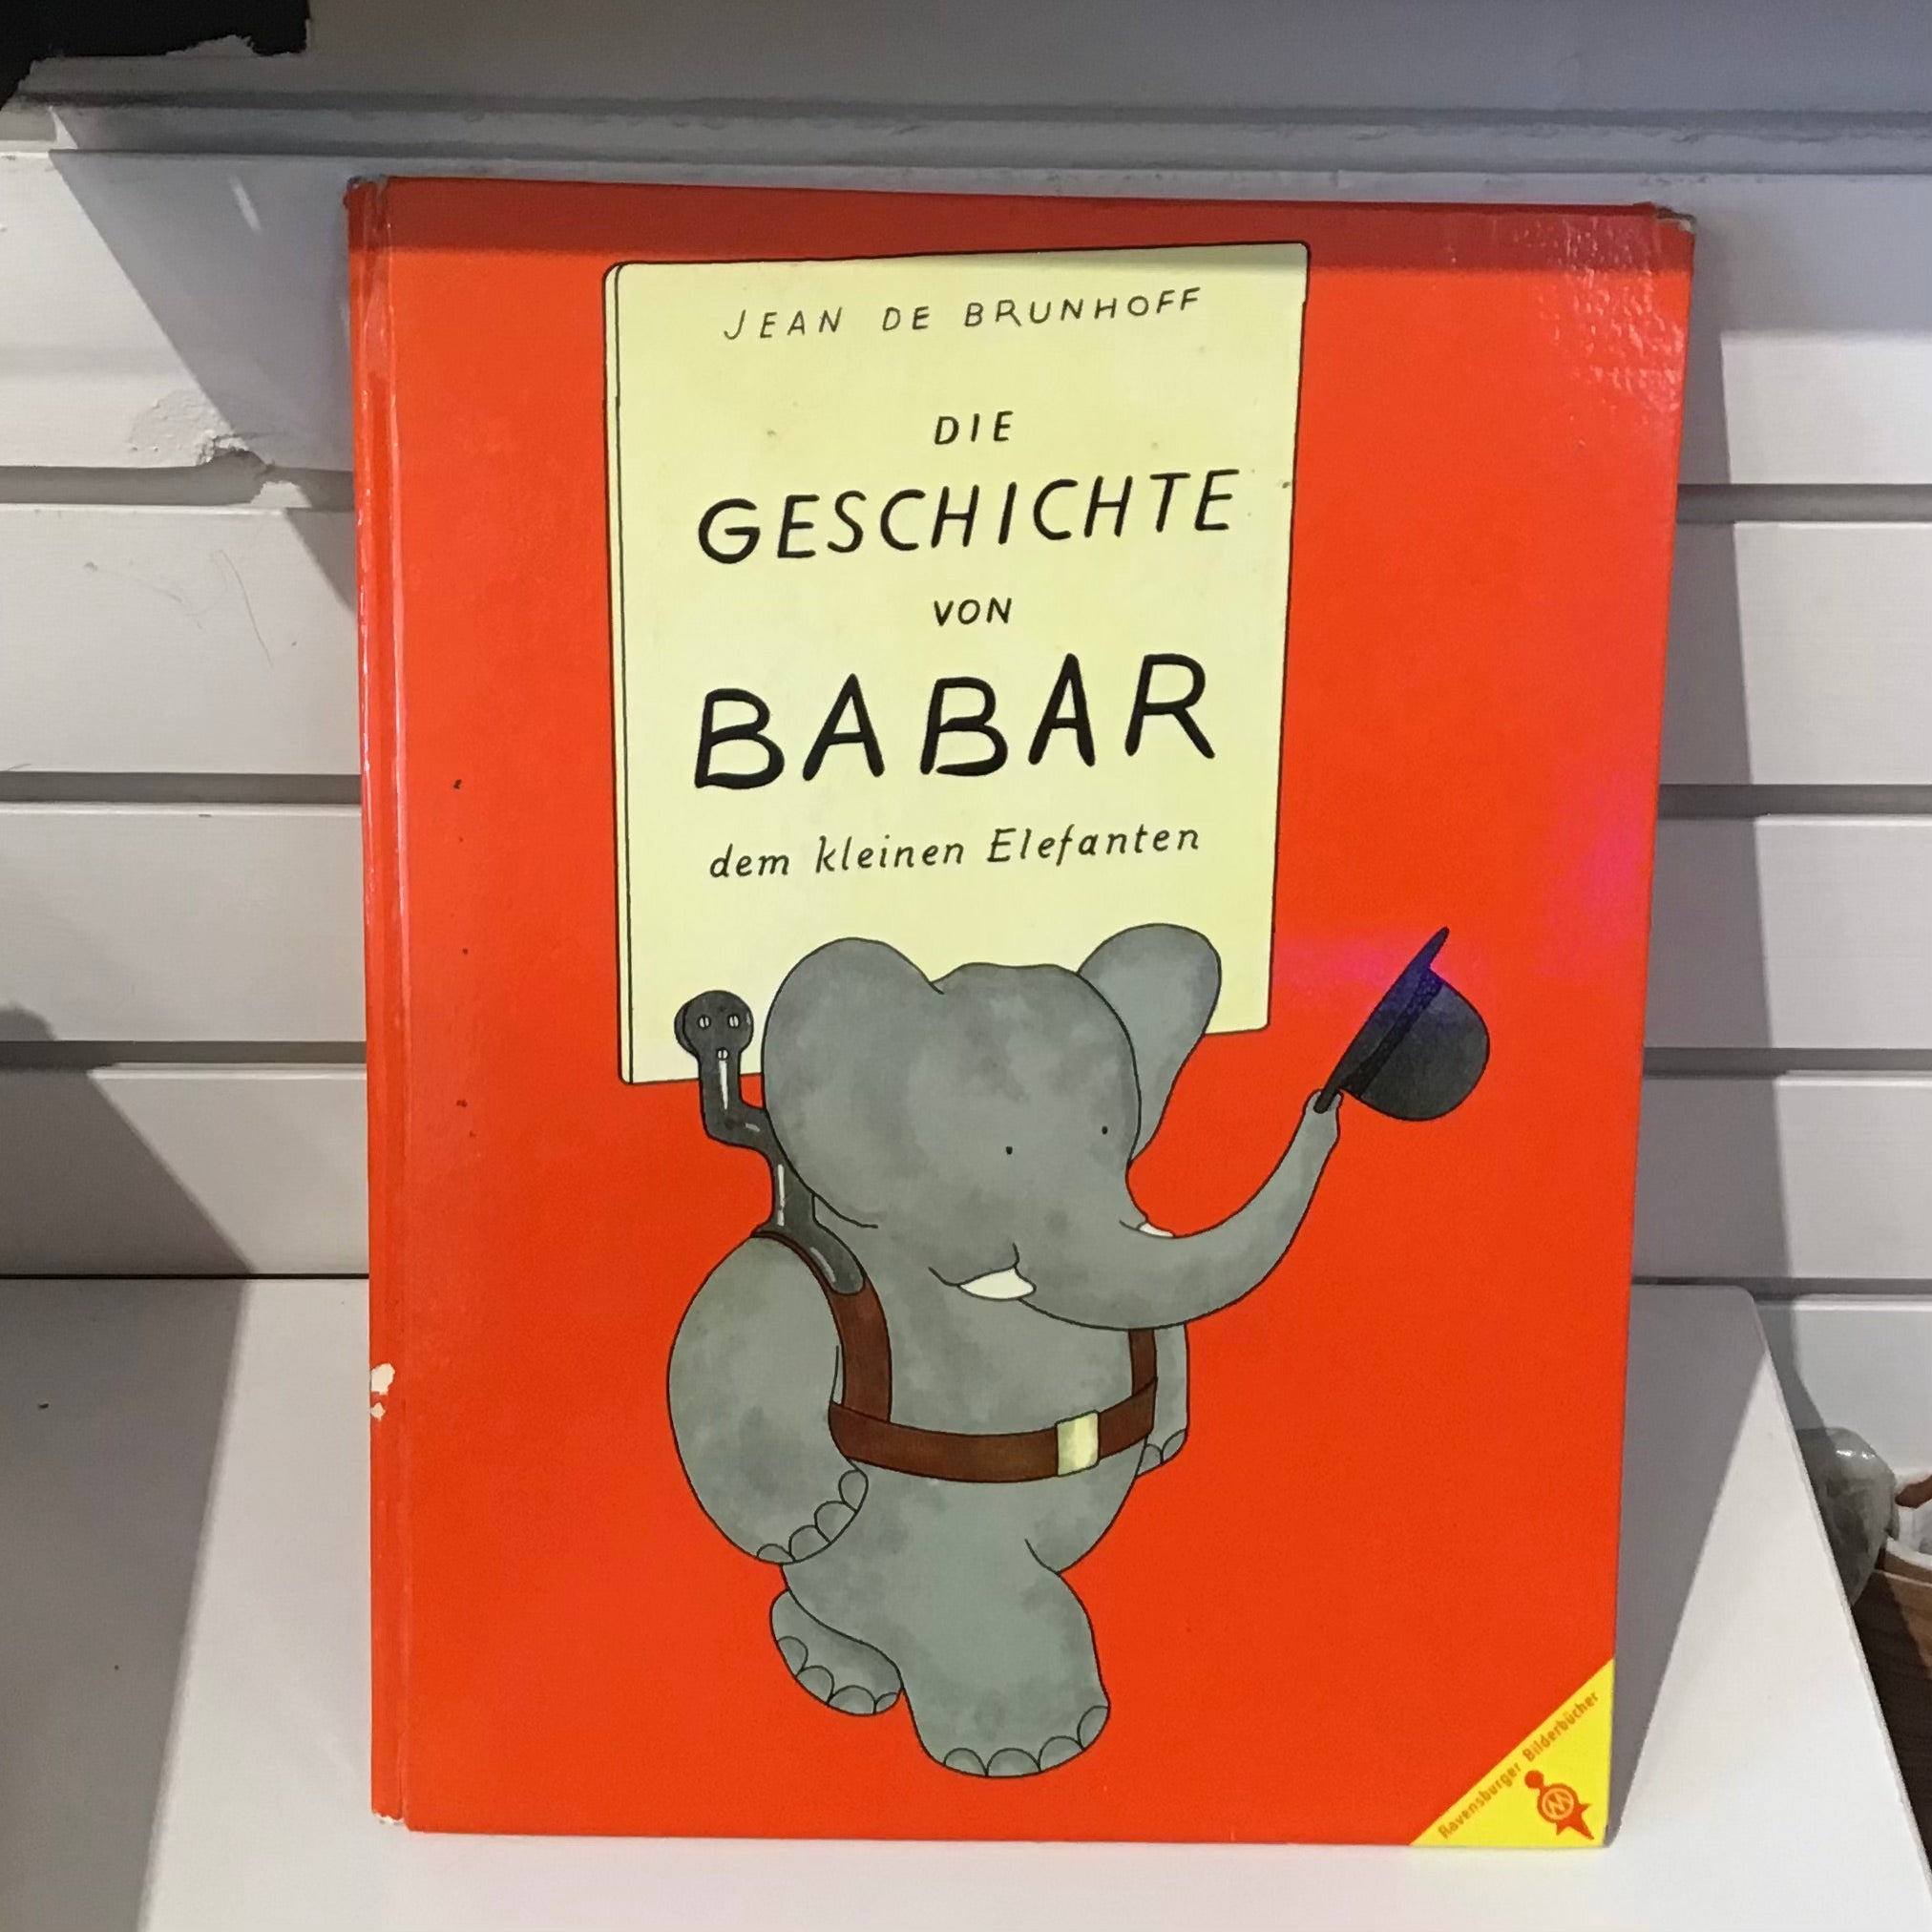 JEAN DE BRUNHOFF
DIE
GESCHICHTE
VON
BABAR
dem kleinen Elefanten
Ravensburger Bilderbücher